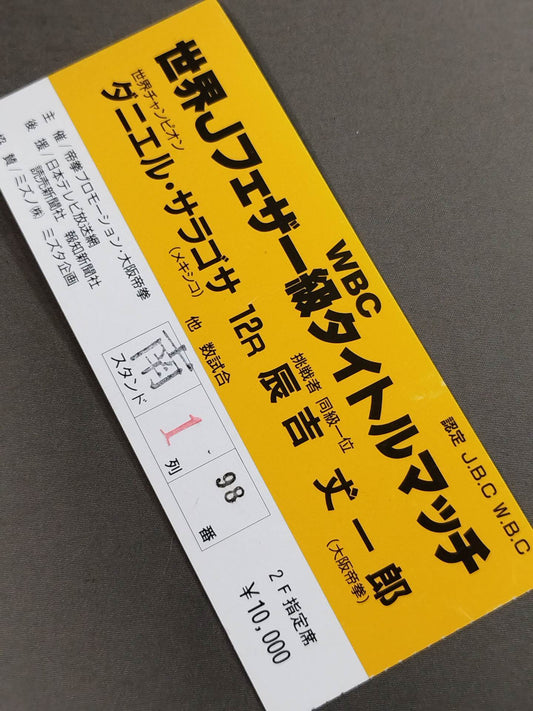 認定 J.B.C W.B.C
WBC
世界Jフェザー級タイトルマッチ
世界チャンピオン
ダニエル・サラゴサ
(メキシコ)
12R
挑戦者 同級一位
辰吉 丈一郎
(大阪帝拳)
他 数試合
主催/帝拳プロモーション・大阪帝拳
後援/日本テレビ放送網
読売新聞社 報知新聞社
協賛/ミズノ(株) ミズタ企画
南
スタンド
1
列
98
番
2F指定席
¥10,000